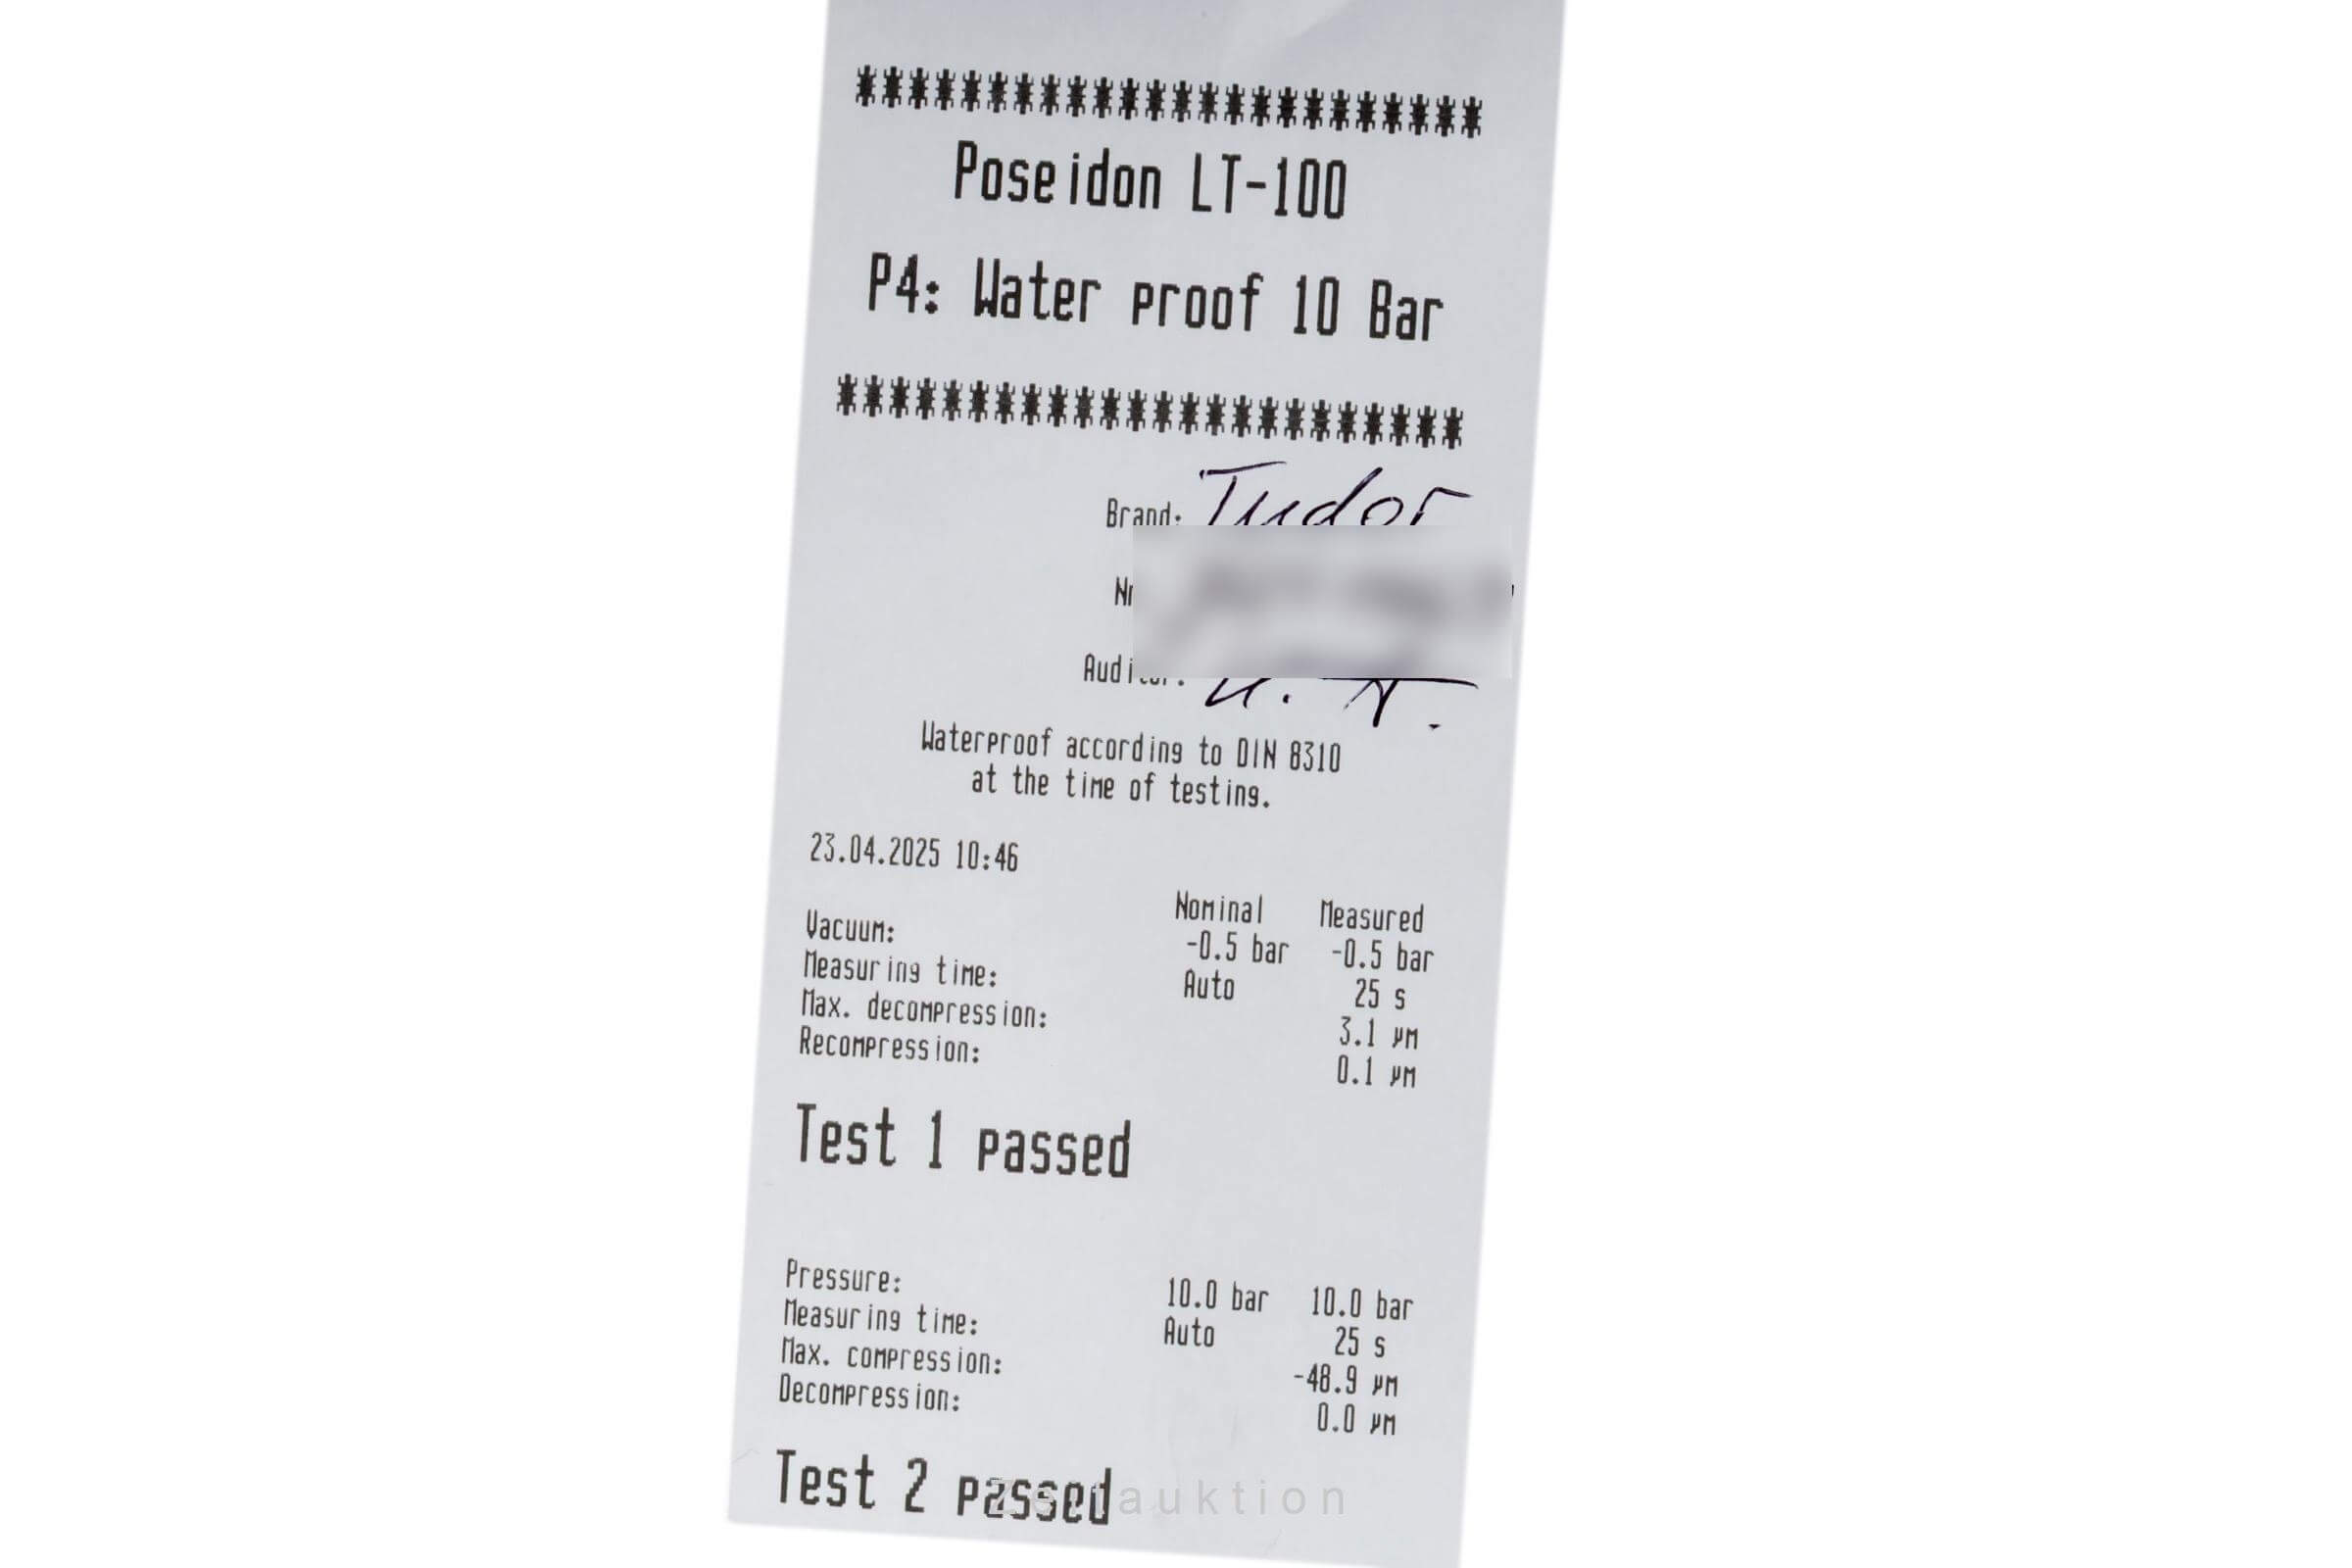 ************************
Poseidon LT-100
P4: Water proof 10 Bar
************************
Brand: Tudor
Nr
Auditor:
Waterproof according to DIN 8310
at the time of testing.
23.04.2025 10:46
Nominal Measured
Vacuum: -0.5 bar -0.5 bar
Measuring time: Auto 25 s
Max. decompression: 3.1 µm
Recompression: 0.1 µm
Test 1 passed
Pressure: 10.0 bar 10.0 bar
Measuring time: Auto 25 s
Max. compression: -48.9 µm
Decompression: 0.0 µm
Test 2 passed
Zeitauktion